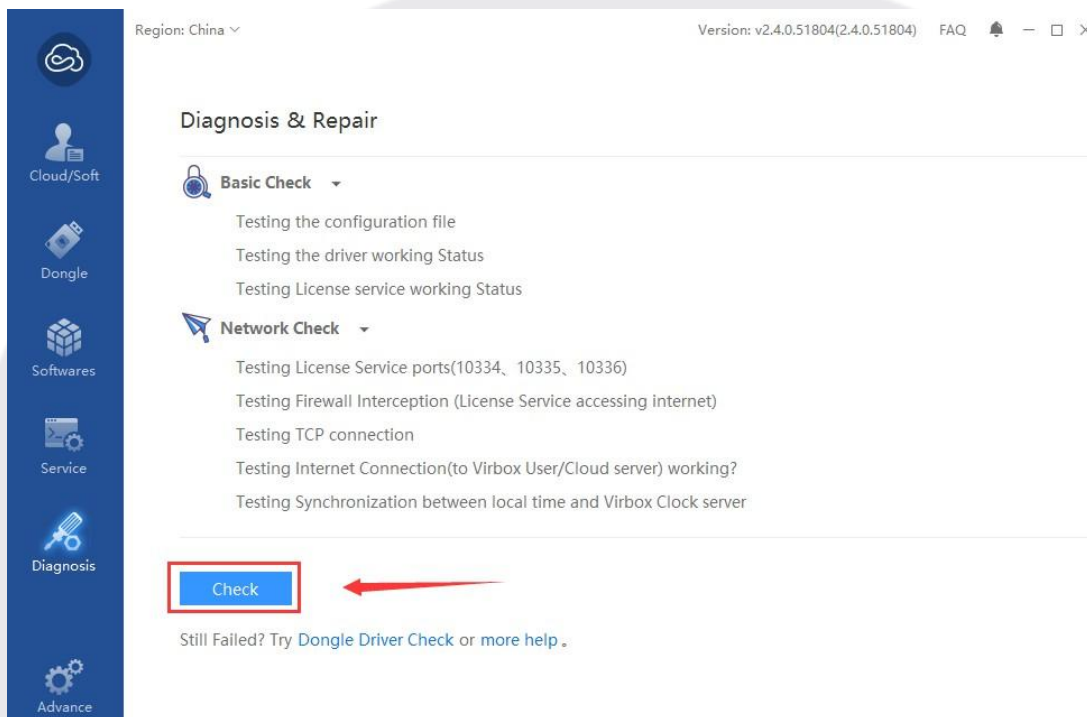 Region: China
Version: v2.4.0.51804(2.4.0.51804) FAQ
Cloud/Soft
Dongle
Softwares
Service
Diagnosis
Advance
Diagnosis & Repair
Basic Check
Testing the configuration file
Testing the driver working Status
Testing License service working Status
Network Check
Testing License Service ports(10334、10335、10336)
Testing Firewall Interception (License Service accessing internet)
Testing TCP connection
Testing Internet Connection(to Virbox User/Cloud server) working?
Testing Synchronization between local time and Virbox Clock server
Check
Still Failed? Try Dongle Driver Check or more help 。